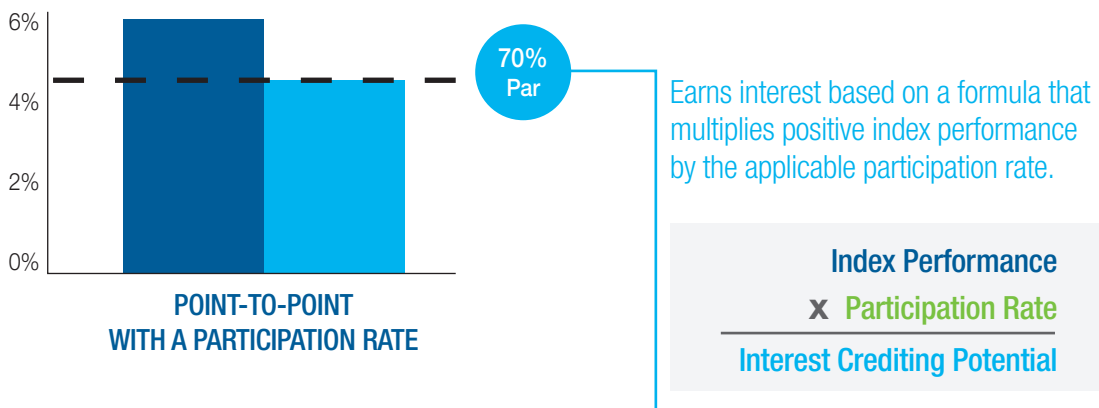 6%
4%
2%
0%
POINT-TO-POINT
WITH A PARTICIPATION RATE
70%
Par
Earns interest based on a formula that
multiplies positive index performance
by the applicable participation rate.
Index Performance
x Participation Rate
Interest Crediting Potential